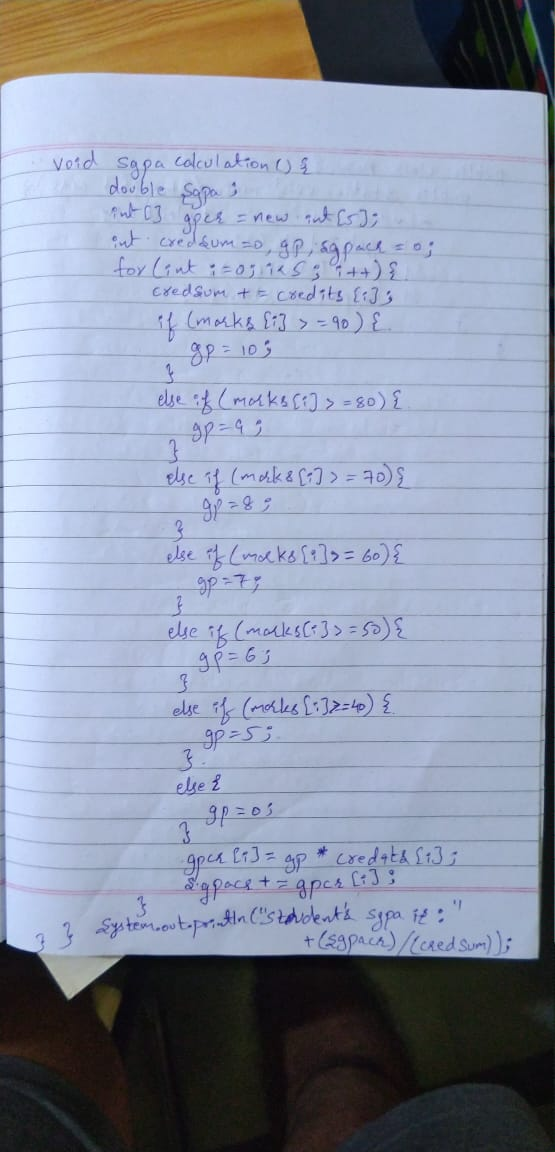 void sgpa calculation() {
double sgpa;
int [] gpcr = new int [5];
int credsum = 0, gp, sgpacr = 0;
for (int i=0; i<5; i++) {
credsum += credits [i];
if (marks [i] >= 90) {
gp = 10;
}
else if (marks [i] >= 80) {
gp = 9;
}
else if (marks [i] >= 70) {
gp = 8;
}
else if (marks [i] >= 60) {
gp = 7;
}
else if (marks [i] >= 50) {
gp = 6;
}
else if (marks [i] >= 40) {
gp = 5;
}
else {
gp = 0;
}
gpcr [i] = gp * credits [i];
sgpacr += gpcr [i];
}
System.out.println("Student's sgpa is : "
} } + (sgpacr) / (credsum));